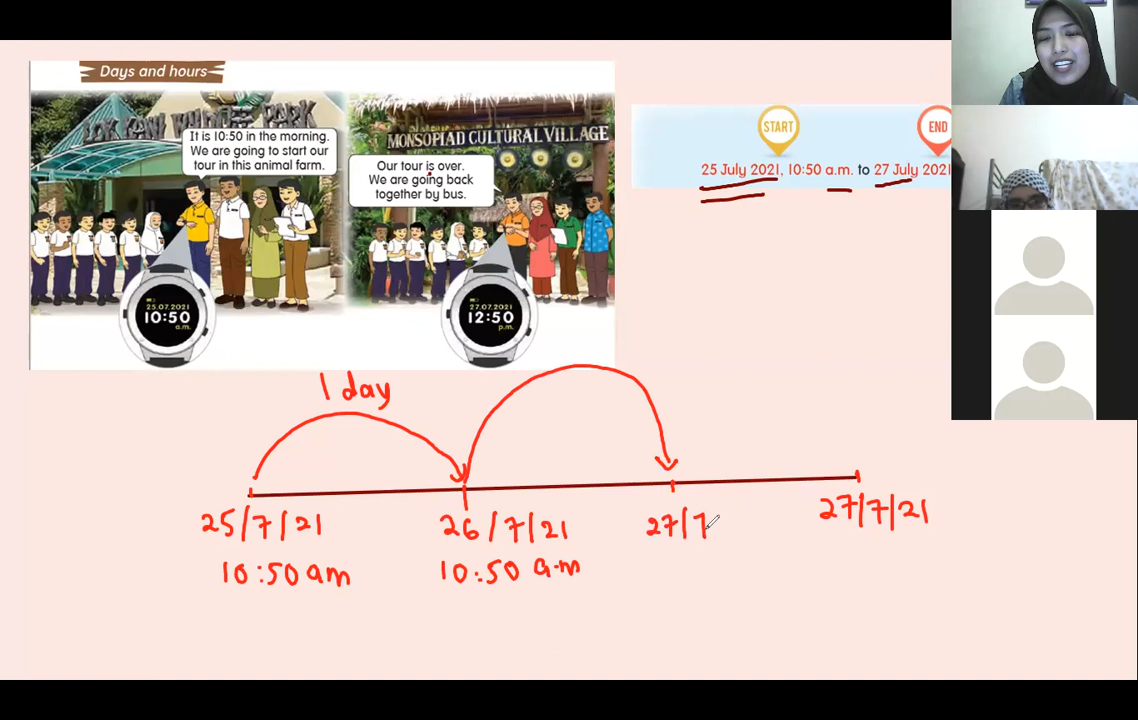 Days and hours
LOK KAWI WILDLIFE PARK
It is 10:50 in the morning.
We are going to start our
tour in this animal farm.
MONSOPIAD CULTURAL VILLAGE
Our tour is over.
We are going back
together by bus.
25.07.2021
10:50
a.m.
27.07.2021
12:50
p.m.
START
END
25 July 2021, 10:50 a.m. to 27 July 2021
1 day
25/7/21
10:50 am
26/7/21
10:50 a.m
27/7
27/7/21